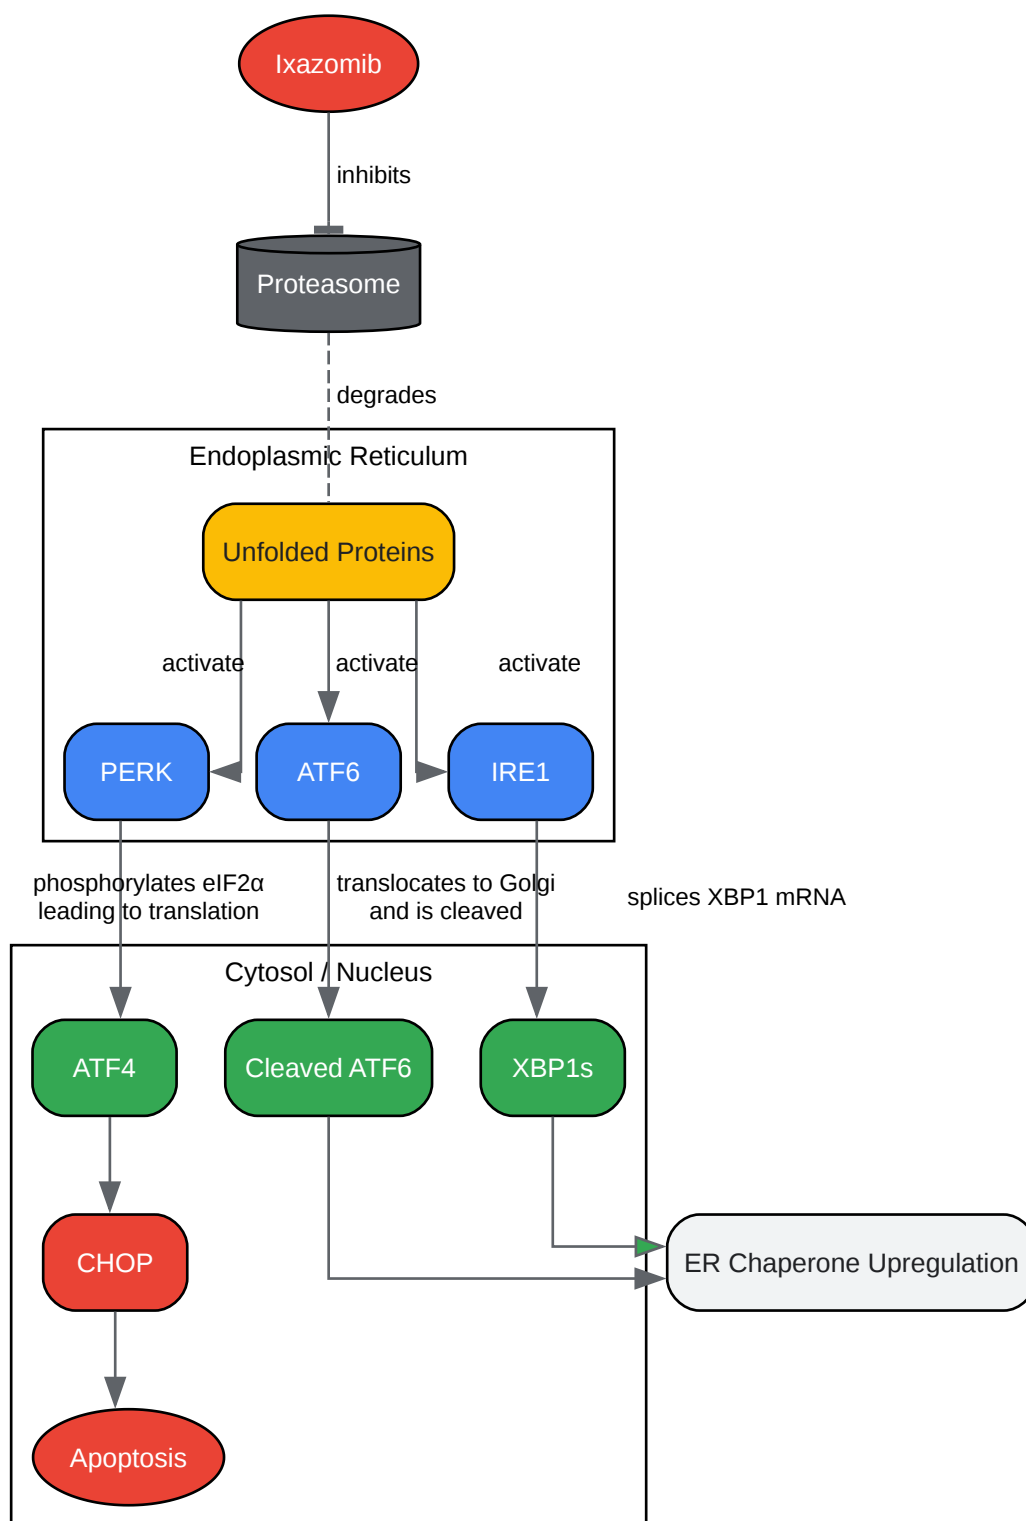 Ixazomib
inhibits
Proteasome
degrades
Endoplasmic Reticulum
Unfolded Proteins
activate
activate
activate
PERK
ATF6
IRE1
phosphorylates eIF2α
leading to translation
translocates to Golgi
and is cleaved
splices XBP1 mRNA
Cytosol / Nucleus
ATF4
Cleaved ATF6
XBP1s
CHOP
ER Chaperone Upregulation
Apoptosis